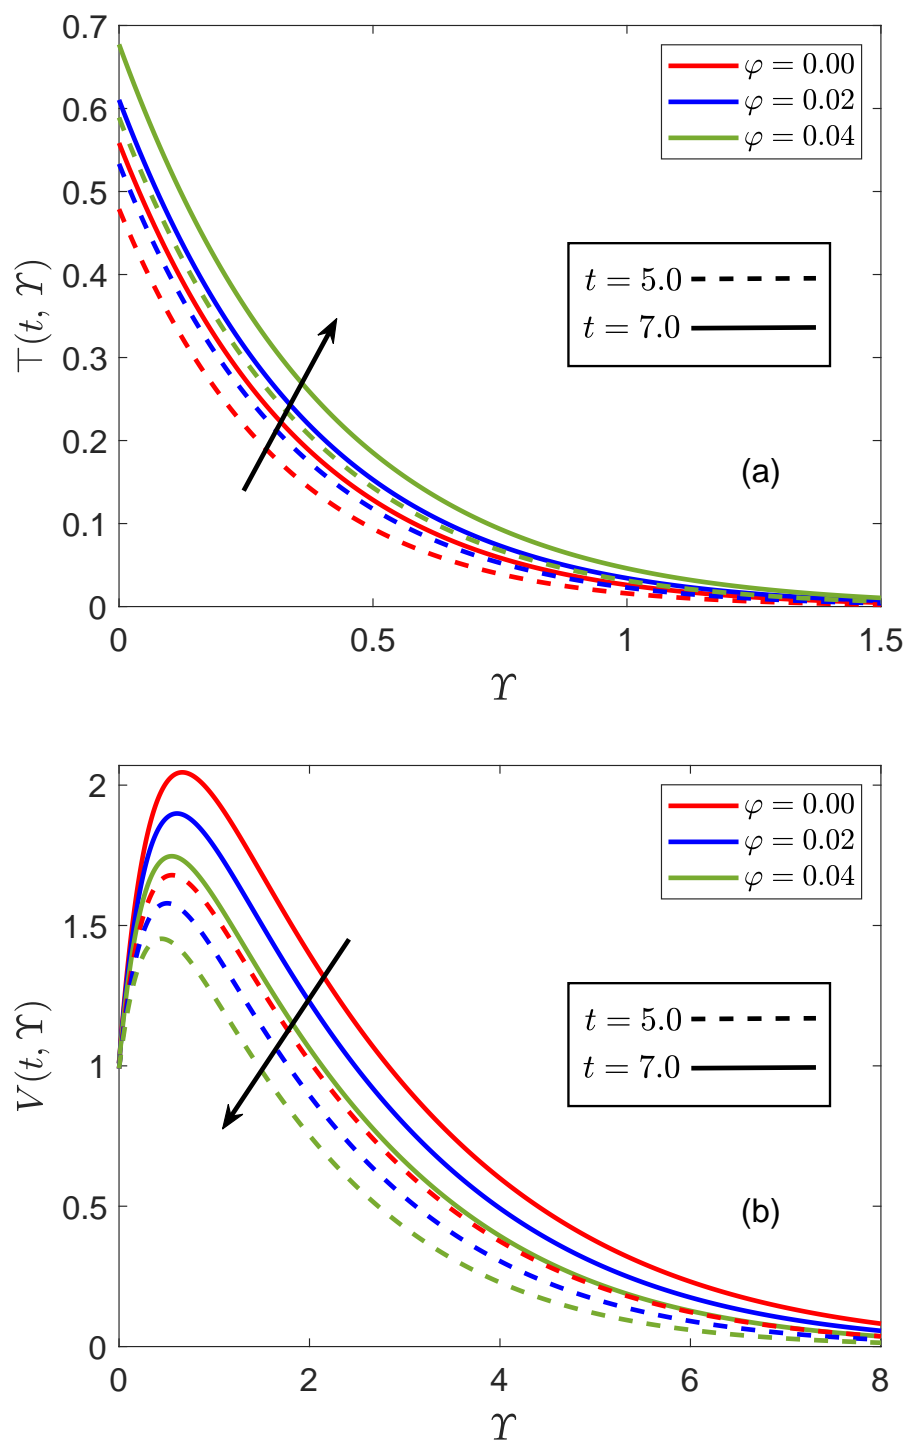 0.7
0.6
0.5
0.4
0.3
0.2
0.1
0
⊤(t, ϒ)
φ = 0.00
φ = 0.02
φ = 0.04
t = 5.0
t = 7.0
(a)
0 0.5 1 1.5
ϒ
2
1.5
1
0.5
0
V(t, ϒ)
φ = 0.00
φ = 0.02
φ = 0.04
t = 5.0
t = 7.0
(b)
0 2 4 6 8
ϒ